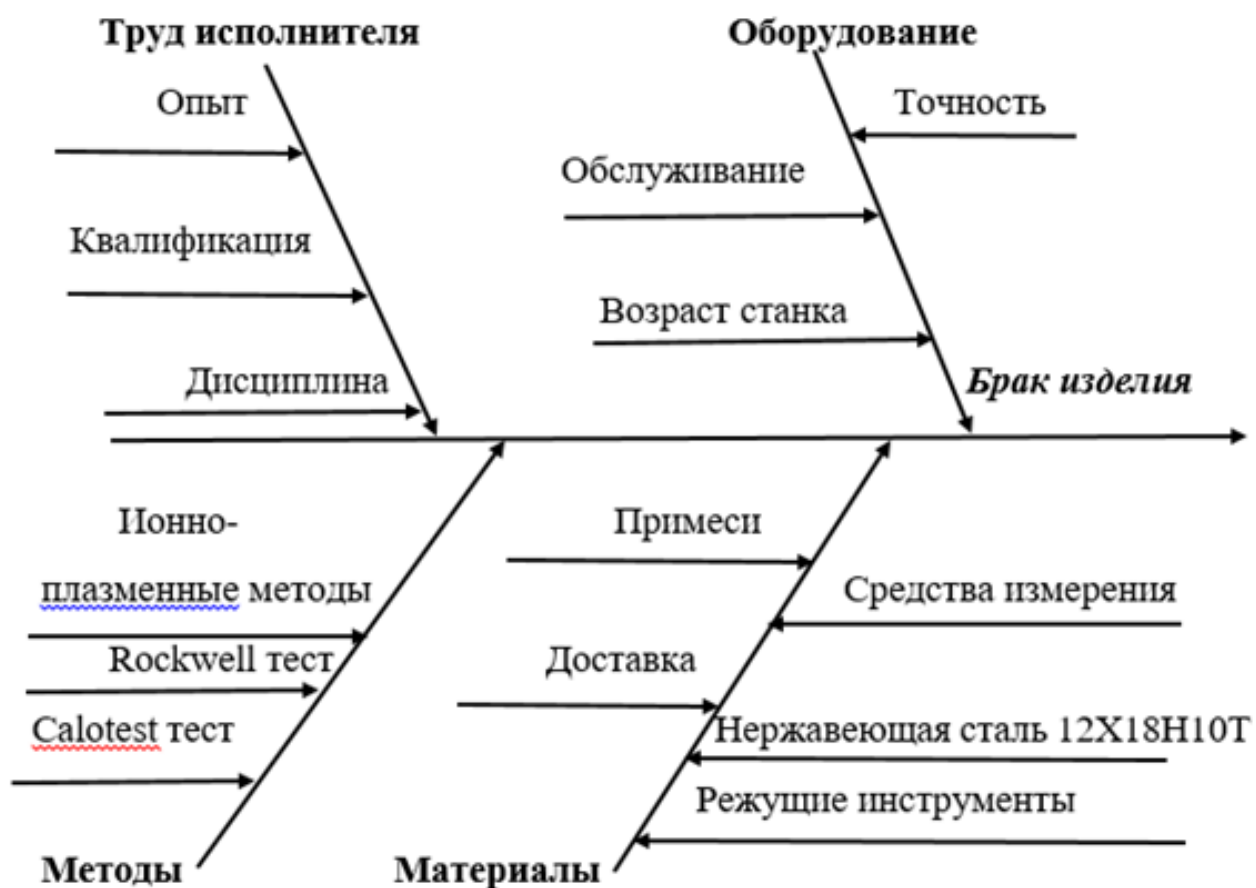 Труд исполнителя
Оборудование
Опыт
Точность
Обслуживание
Квалификация
Возраст станка
Дисциплина
Брак изделия
Ионно-
плазменные методы
Rockwell тест
Calotest тест
Примеси
Средства измерения
Доставка
Нержавеющая сталь 12Х18Н10Т
Режущие инструменты
Методы
Материалы